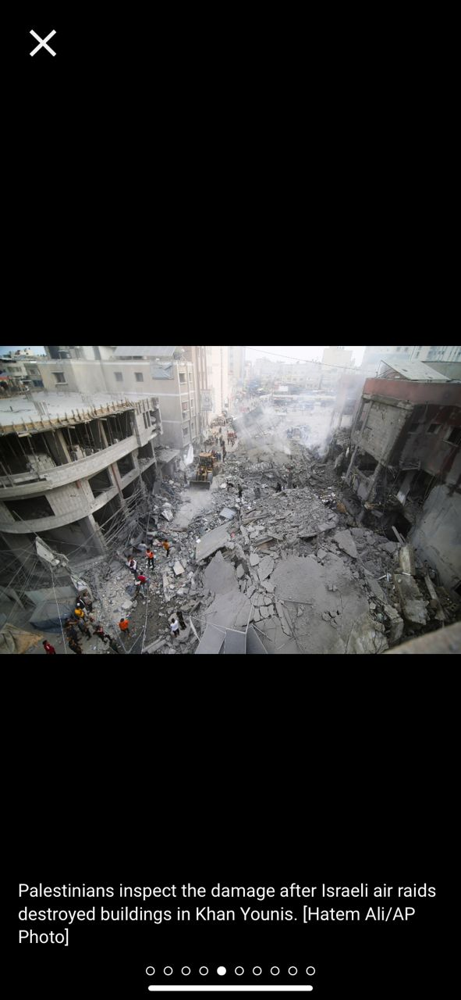 Palestinians inspect the damage after Israeli air raids
destroyed buildings in Khan Younis. [Hatem Ali/AP
Photo]